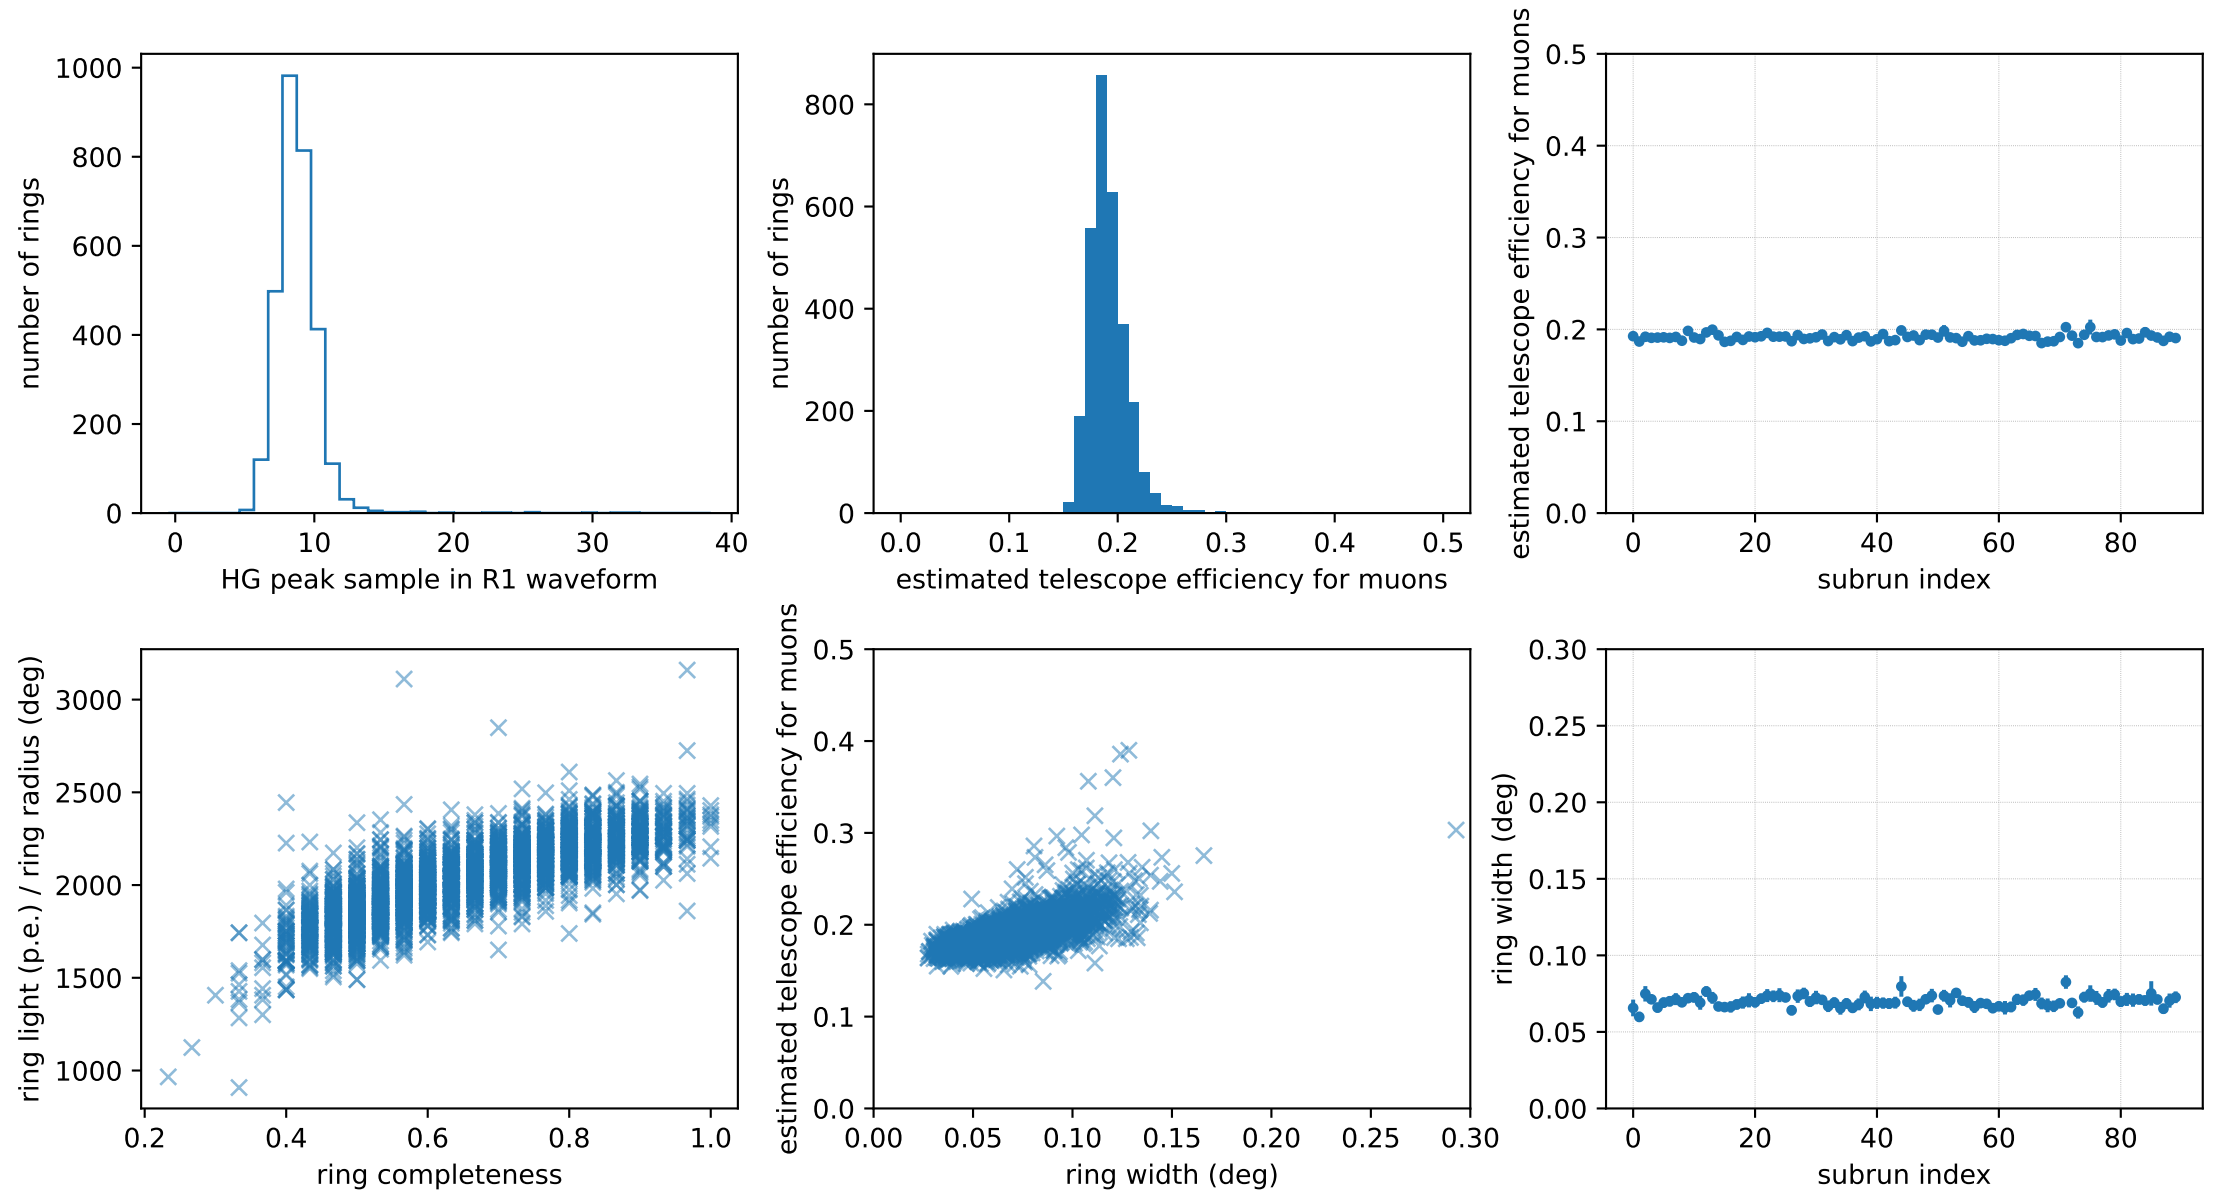 number of rings
1000
800
600
400
200
0
0 10 20 30 40
HG peak sample in R1 waveform
number of rings
800
600
400
200
0
0.0 0.1 0.2 0.3 0.4 0.5
estimated telescope efficiency for muons
estimated telescope efficiency for muons
0.5
0.4
0.3
0.2
0.1
0.0
0 20 40 60 80
subrun index
ring light (p.e.) / ring radius (deg)
3000
2500
2000
1500
1000
0.2 0.4 0.6 0.8 1.0
ring completeness
estimated telescope efficiency for muons
0.5
0.4
0.3
0.2
0.1
0.0
0.00 0.05 0.10 0.15 0.20 0.25 0.30
ring width (deg)
ring width (deg)
0.30
0.25
0.20
0.15
0.10
0.05
0.00
0 20 40 60 80
subrun index